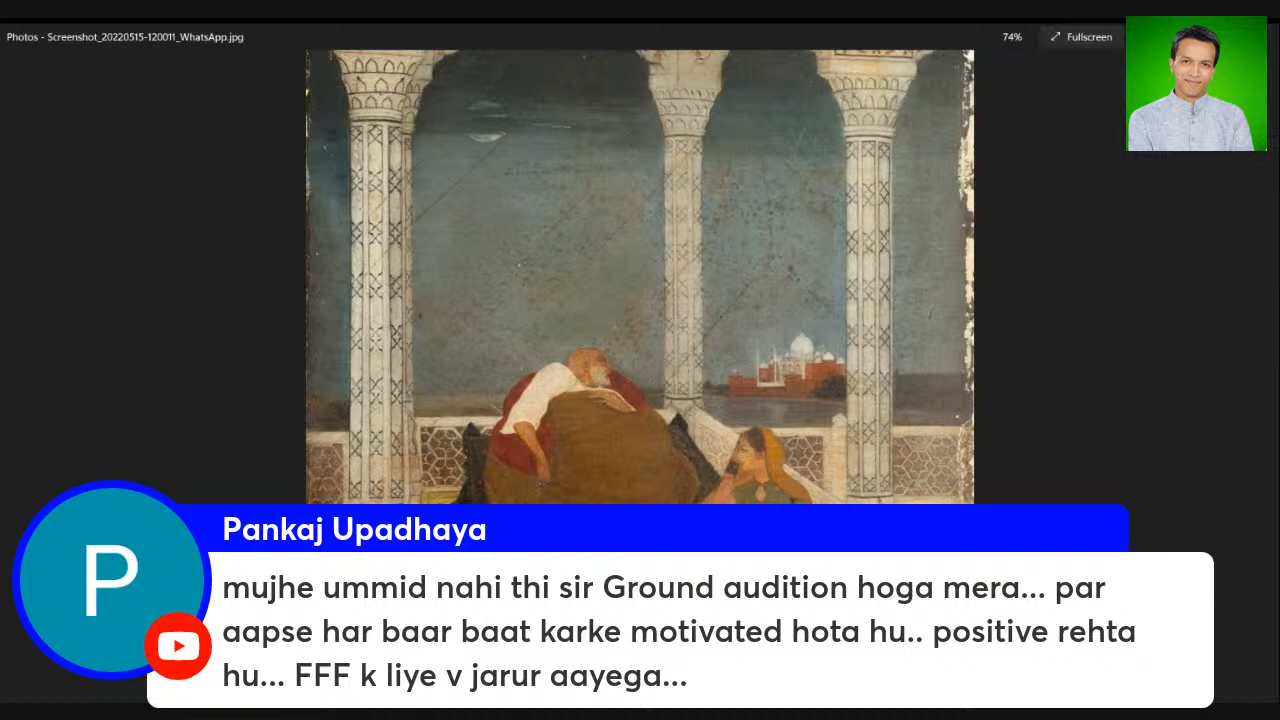 Photos - Screenshot_20220515-120011_WhatsApp.jpg
74%
Fullscreen
P
Pankaj Upadhaya
mujhe ummid nahi thi sir Ground audition hoga mera... par
aapse har baar baat karke motivated hota hu.. positive rehta
hu... FFF k liye v jarur aayega...